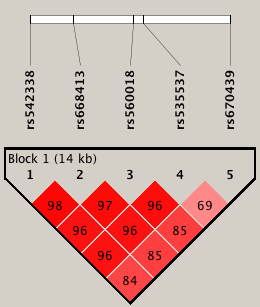 rs542338
rs668413
rs560018
rs535537
rs670439
Block 1 (14 kb)
1 2 3 4 5
98 97 96 69
96 96 85
96 85
84